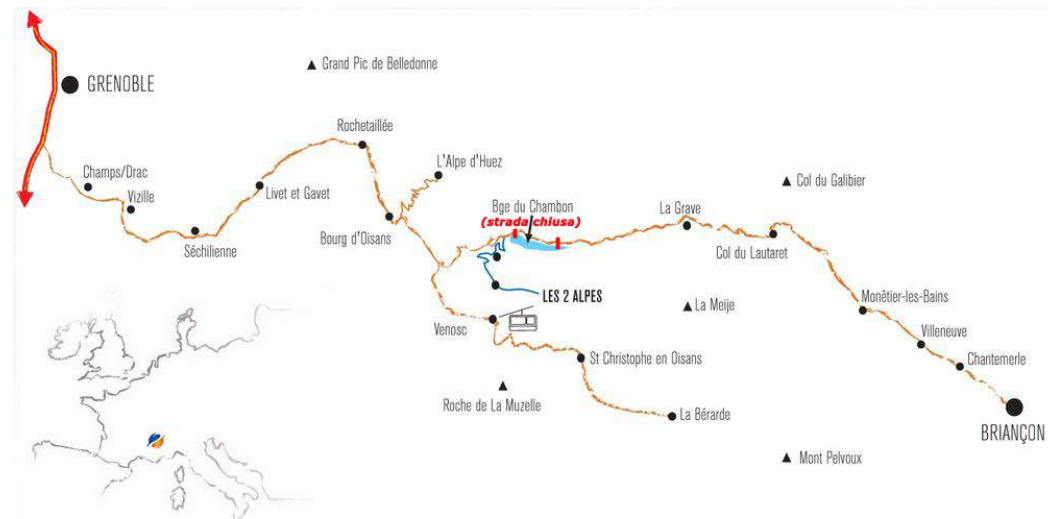 Grand Pic de Belledonne
GRENOBLE
Rochetaillée
L'Alpe d'Huez
Champs/Drac
Vizille
Livet et Gavet
Col du Galibier
Bge du Chambon
(strada chiusa)
La Grave
Séchilienne
Bourg d'Oisans
Col du Lautaret
LES 2 ALPES
La Meije
Monêtier-les-Bains
Venosc
Villeneuve
St Christophe en Oisans
Chantemerle
Roche de La Muzelle
La Bérarde
BRIANÇON
Mont Pelvoux